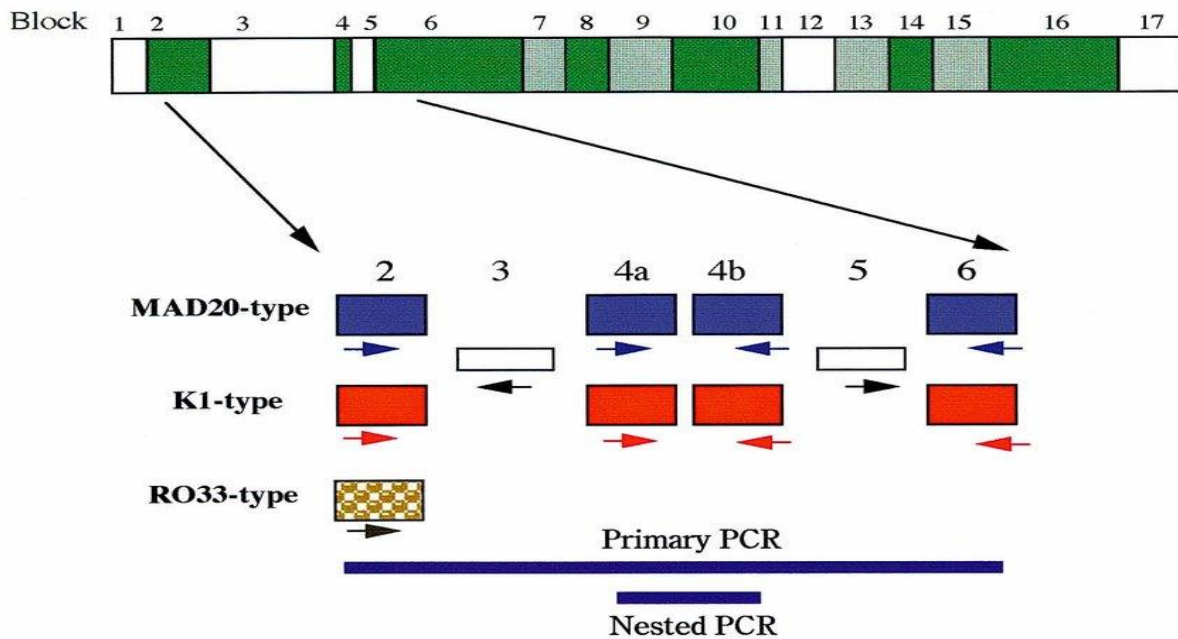 Block 1 2 3 4 5 6 7 8 9 10 11 12 13 14 15 16 17
2 3 4a 4b 5 6
MAD20-type
K1-type
RO33-type
Primary PCR
Nested PCR